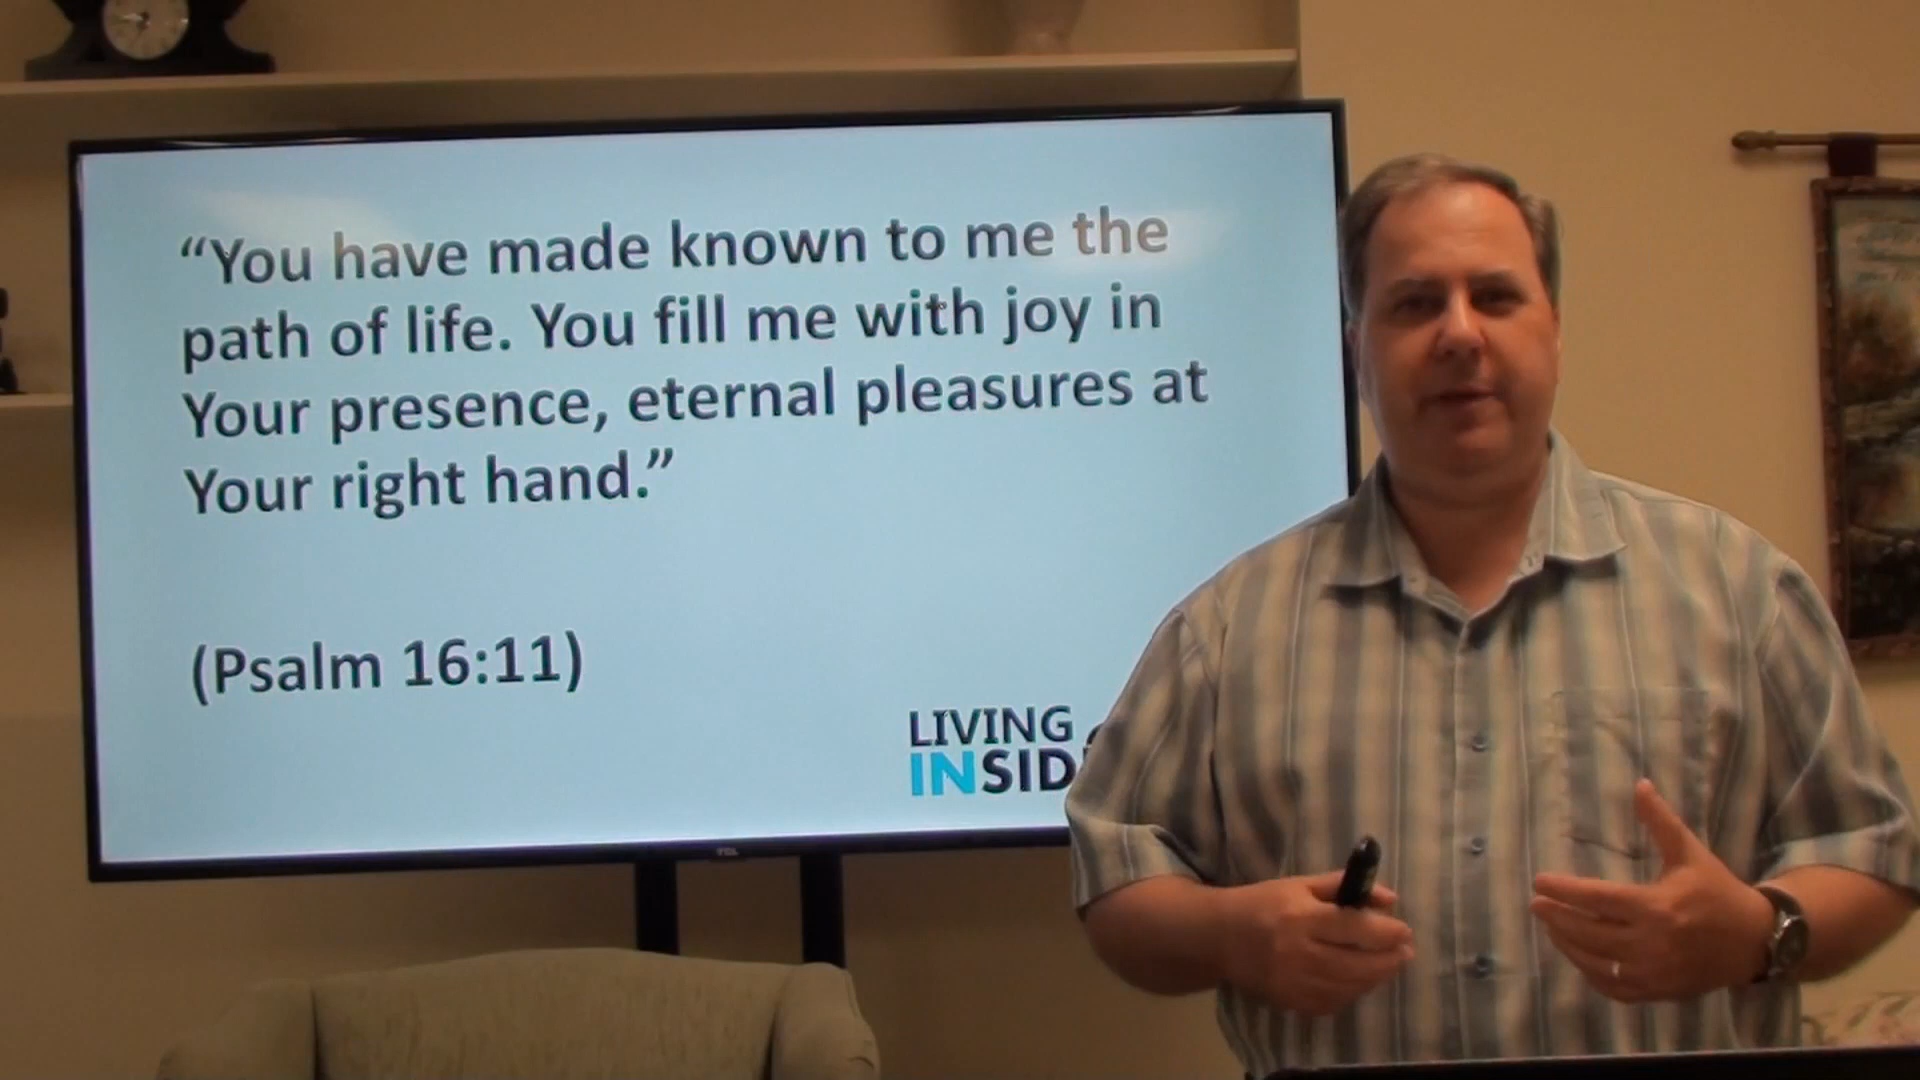 “You have made known to me the
path of life. You fill me with joy in
Your presence, eternal pleasures at
Your right hand.”
(Psalm 16:11)
LIVING
INSID
TCL